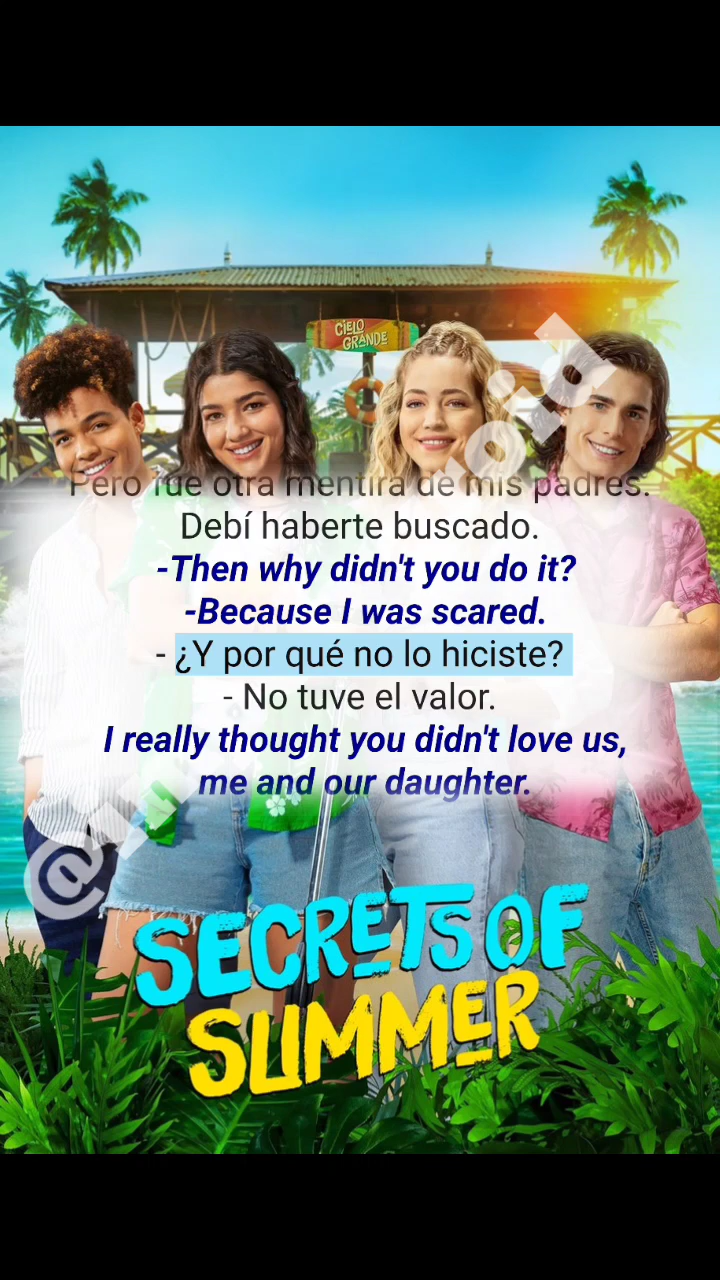 CIELO
GRANDE
Pero fue otra mentira de mis padres.
Debí haberte buscado.
-Then why didn't you do it?
-Because I was scared.
- ¿Y por qué no lo hiciste?
- No tuve el valor.
I really thought you didn't love us,
me and our daughter.
SECRETS OF
SUMMER